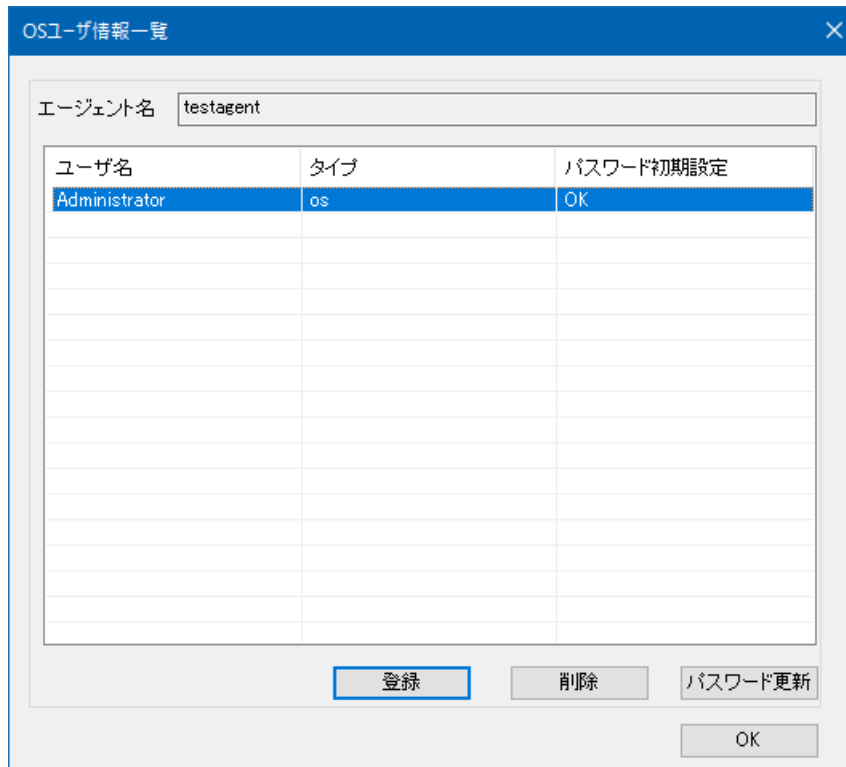 OSユーザ情報一覧
エージェント名 testagent
ユーザ名 タイプ パスワード初期設定
Administrator os OK
登録 削除 パスワード更新
OK